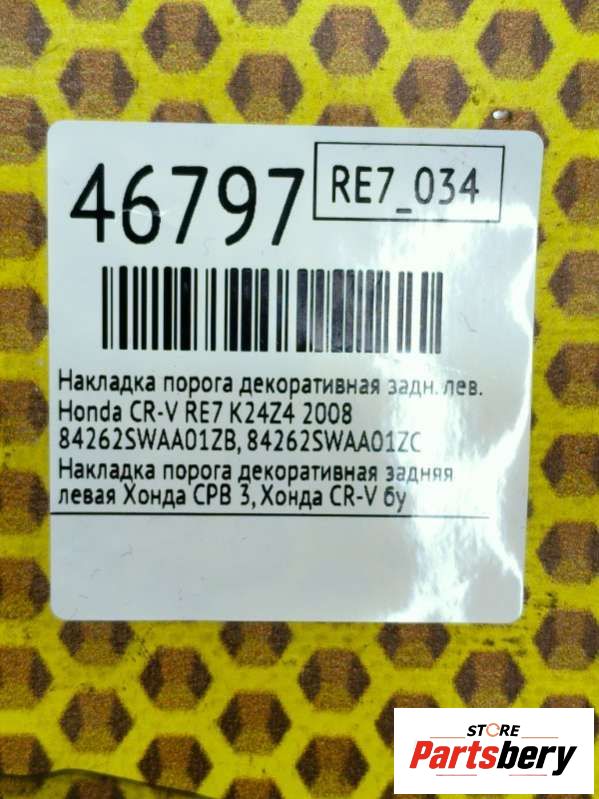 46797
RE7_034
Накладка порога декоративная задн. лев.
Honda CR-V RE7 K24Z4 2008
84262SWAA01ZB, 84262SWAA01ZC
Накладка порога декоративная задняя
левая Хонда СРВ 3, Хонда CR-V бу
STORE
Partsbery